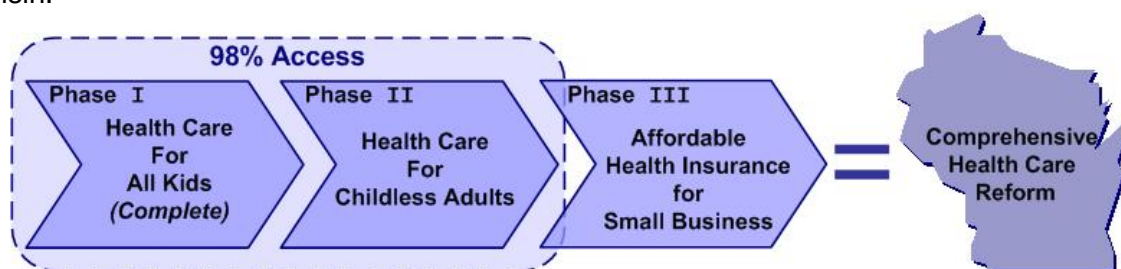 nsin.
98% Access
Phase I
Health Care
For
All Kids
(Complete)
Phase II
Health Care
For
Childless Adults
Phase III
Affordable
Health Insurance
for
Small Business
=
Comprehensive
Health Care
Reform